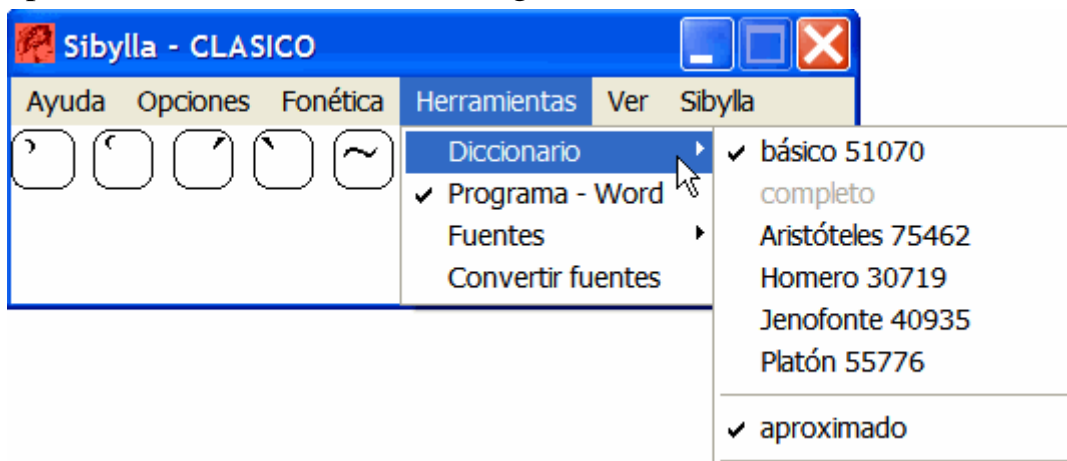 Sibylla - CLASICO
Ayuda Opciones Fonética Herramientas Ver Sibylla
Diccionario
Programa - Word
Fuentes
Convertir fuentes
básico 51070
completo
Aristóteles 75462
Homero 30719
Jenofonte 40935
Platón 55776
aproximado